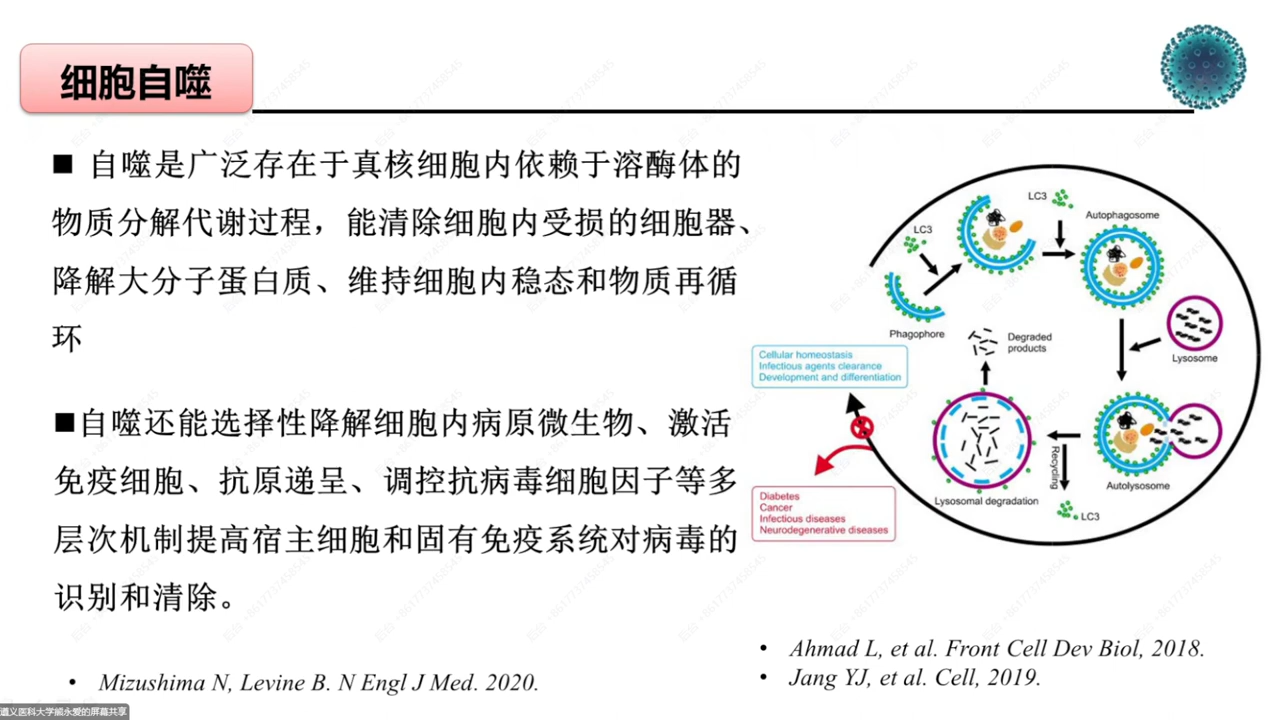 细胞自噬
■ 自噬是广泛存在于真核细胞内依赖于溶酶体的
物质分解代谢过程，能清除细胞内受损的细胞器、
降解大分子蛋白质、维持细胞内稳态和物质再循
环
■自噬还能选择性降解细胞内病原微生物、激活
免疫细胞、抗原递呈、调控抗病毒细胞因子等多
层次机制提高宿主细胞和固有免疫系统对病毒的
识别和清除。
• Mizushima N, Levine B. N Engl J Med. 2020.
LC3
LC3
Autophagosome
Phagophore
Degraded
products
Lysosome
Cellular homeostasis
Infectious agents clearance
Development and differentiation
Recycling
Autolysosome
Lysosomal degradation
LC3
Diabetes
Cancer
Infectious diseases
Neurodegenerative diseases
• Ahmad L, et al. Front Cell Dev Biol, 2018.
• Jang YJ, et al. Cell, 2019.
遵义医科大学能永爱的屏幕共享